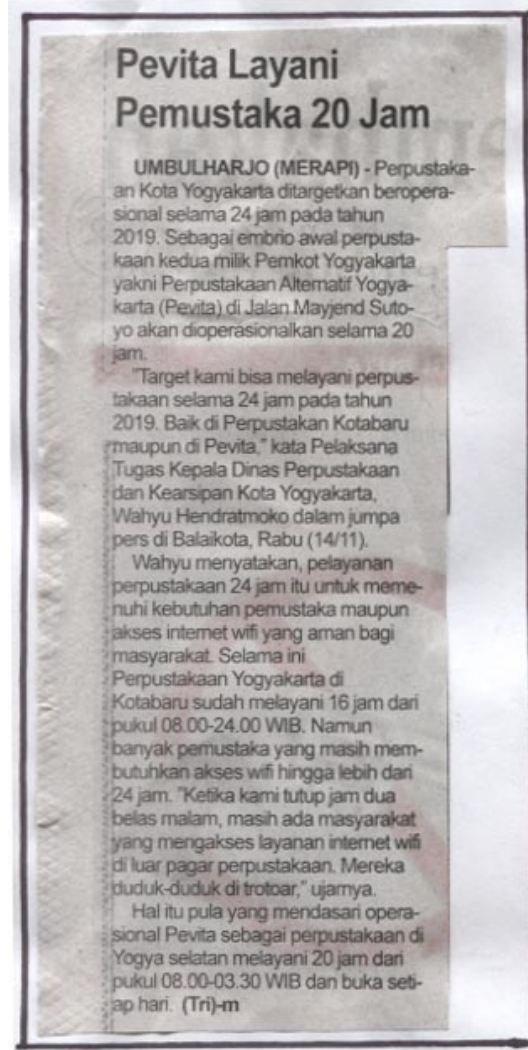 Pevita Layani
Pemustaka 20 Jam
UMBULHARJO (MERAPI) - Perpustaka-
an Kota Yogyakarta ditargetkan beropera-
sional selama 24 jam pada tahun
2019. Sebagai embrio awal perpusta-
kaan kedua milik Pemkot Yogyakarta
yakni Perpustakaan Alternatif Yogya-
karta (Pevita) di Jalan Mayjend Suto-
yo akan dioperasionalkan selama 20
jam.
"Target kami bisa melayani perpus-
takaan selama 24 jam pada tahun
2019. Baik di Perpustakan Kotabaru
maupun di Pevita," kata Pelaksana
Tugas Kepala Dinas Perpustakaan
dan Kearsipan Kota Yogyakarta,
Wahyu Hendratmoko dalam jumpa
pers di Balaikota, Rabu (14/11).
Wahyu menyatakan, pelayanan
perpustakaan 24 jam itu untuk meme-
nuhi kebutuhan pemustaka maupun
akses internet wifi yang aman bagi
masyarakat. Selama ini
Perpustakaan Yogyakarta di
Kotabaru sudah melayani 16 jam dari
pukul 08.00-24.00 WIB. Namun
banyak pemustaka yang masih mem-
butuhkan akses wifi hingga lebih dari
24 jam. "Ketika kami tutup jam dua
belas malam, masih ada masyarakat
yang mengakses layanan internet wifi
di luar pagar perpustakaan. Mereka
duduk-duduk di trotoar," ujarnya.
Hal itu pula yang mendasari opera-
sional Pevita sebagai perpustakaan di
Yogya selatan melayani 20 jam dari
pukul 08.00-03.30 WIB dan buka seti-
ap hari. (Tri)-m